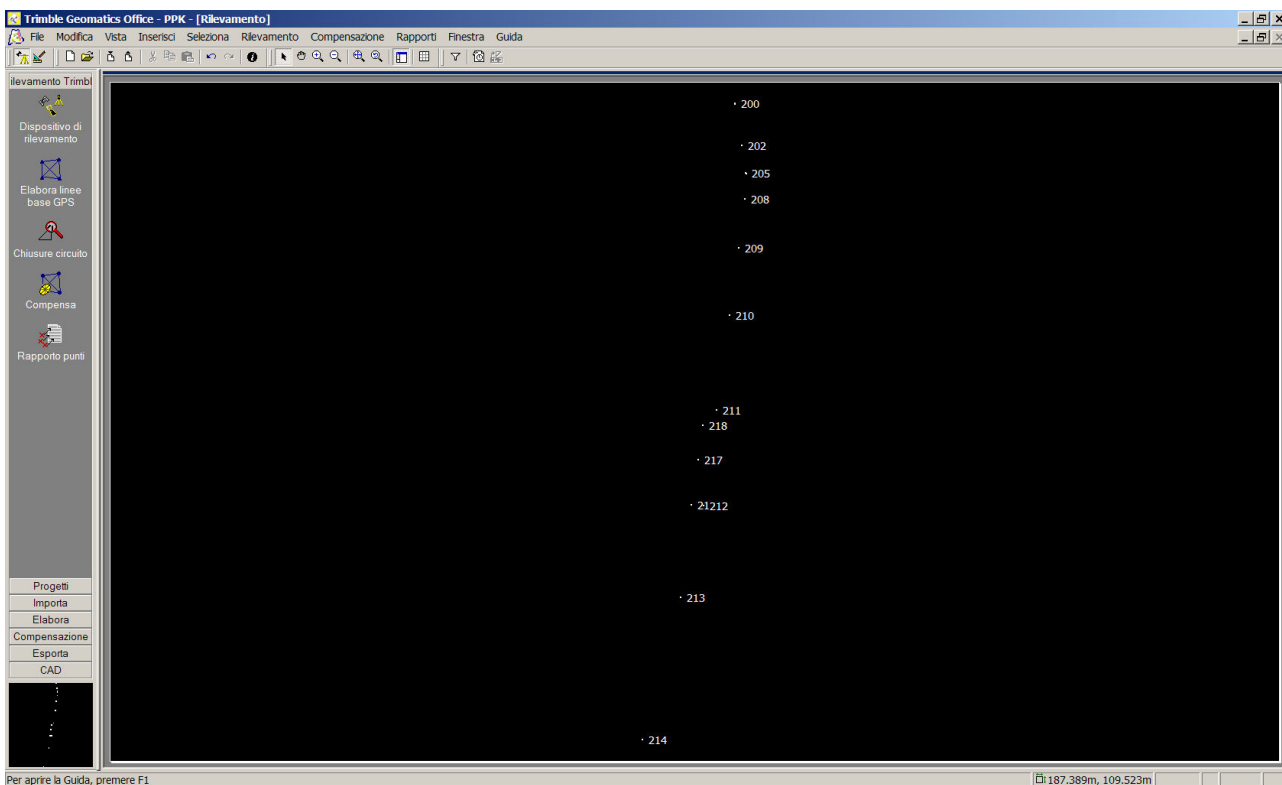 Trimble Geomatics Office - PPK - [Rilevamento]
File Modifica Vista Inserisci Seleziona Rilevamento Compensazione Rapporti Finestra Guida
ilevamento Trimbl
Dispositivo di
rilevamento
Elabora linee
base GPS
Chiusure circuito
Compensa
Rapporto punti
Progetti
Importa
Elabora
Compensazione
Esporta
CAD
200
202
205
208
209
210
211
218
217
212
213
214
Per aprire la Guida, premere F1
187.389m, 109.523m